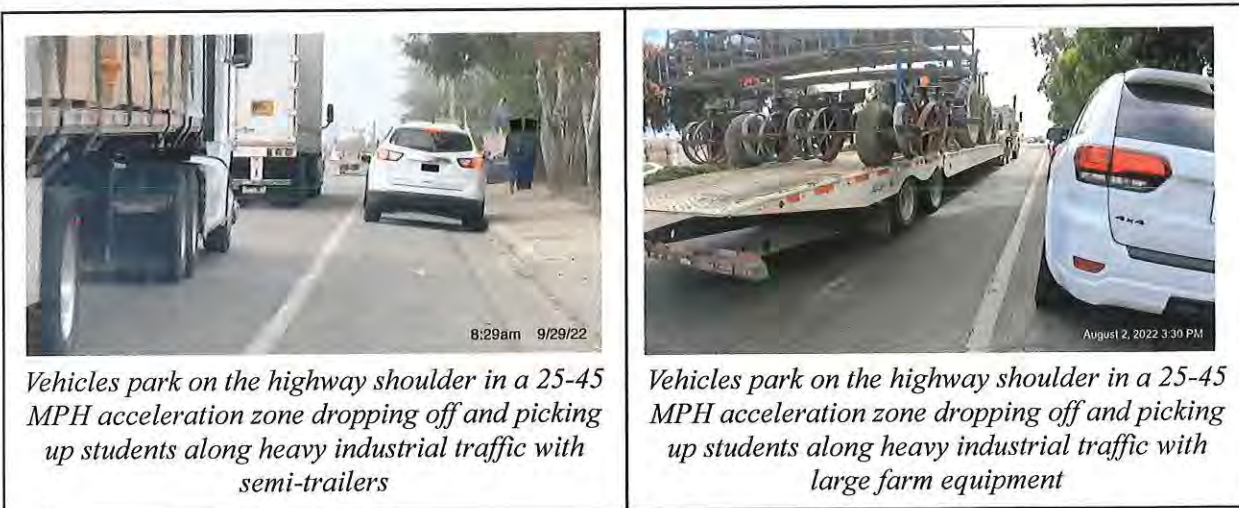 8:29am 9/29/22
Vehicles park on the highway shoulder in a 25-45
MPH acceleration zone dropping off and picking
up students along heavy industrial traffic with
semi-trailers
4x4
August 2, 2022 3:30 PM
Vehicles park on the highway shoulder in a 25-45
MPH acceleration zone dropping off and picking
up students along heavy industrial traffic with
large farm equipment